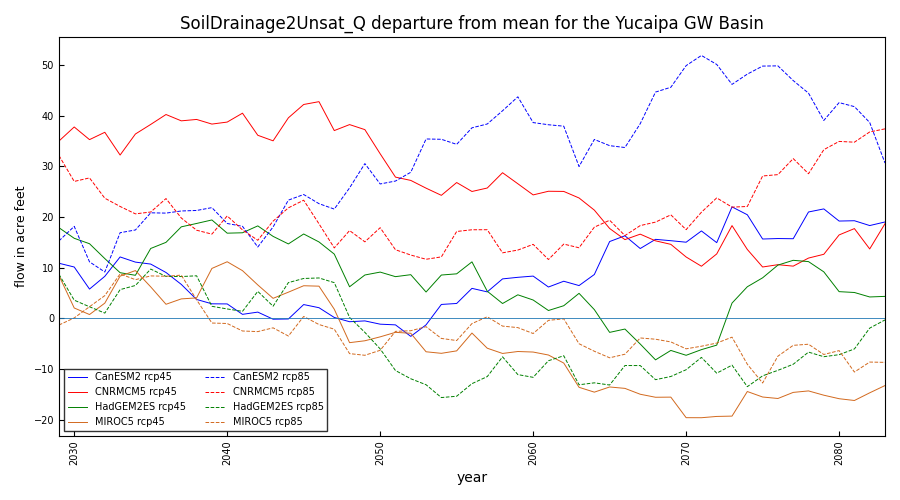 SoilDrainage2Unsat_Q departure from mean for the Yucaipa GW Basin
flow in acre feet
50
40
30
20
10
0
−10
−20
CanESM2 rcp45
CNRMCM5 rcp45
HadGEM2ES rcp45
MIROC5 rcp45
CanESM2 rcp85
CNRMCM5 rcp85
HadGEM2ES rcp85
MIROC5 rcp85
2030
2040
2050
2060
2070
2080
year